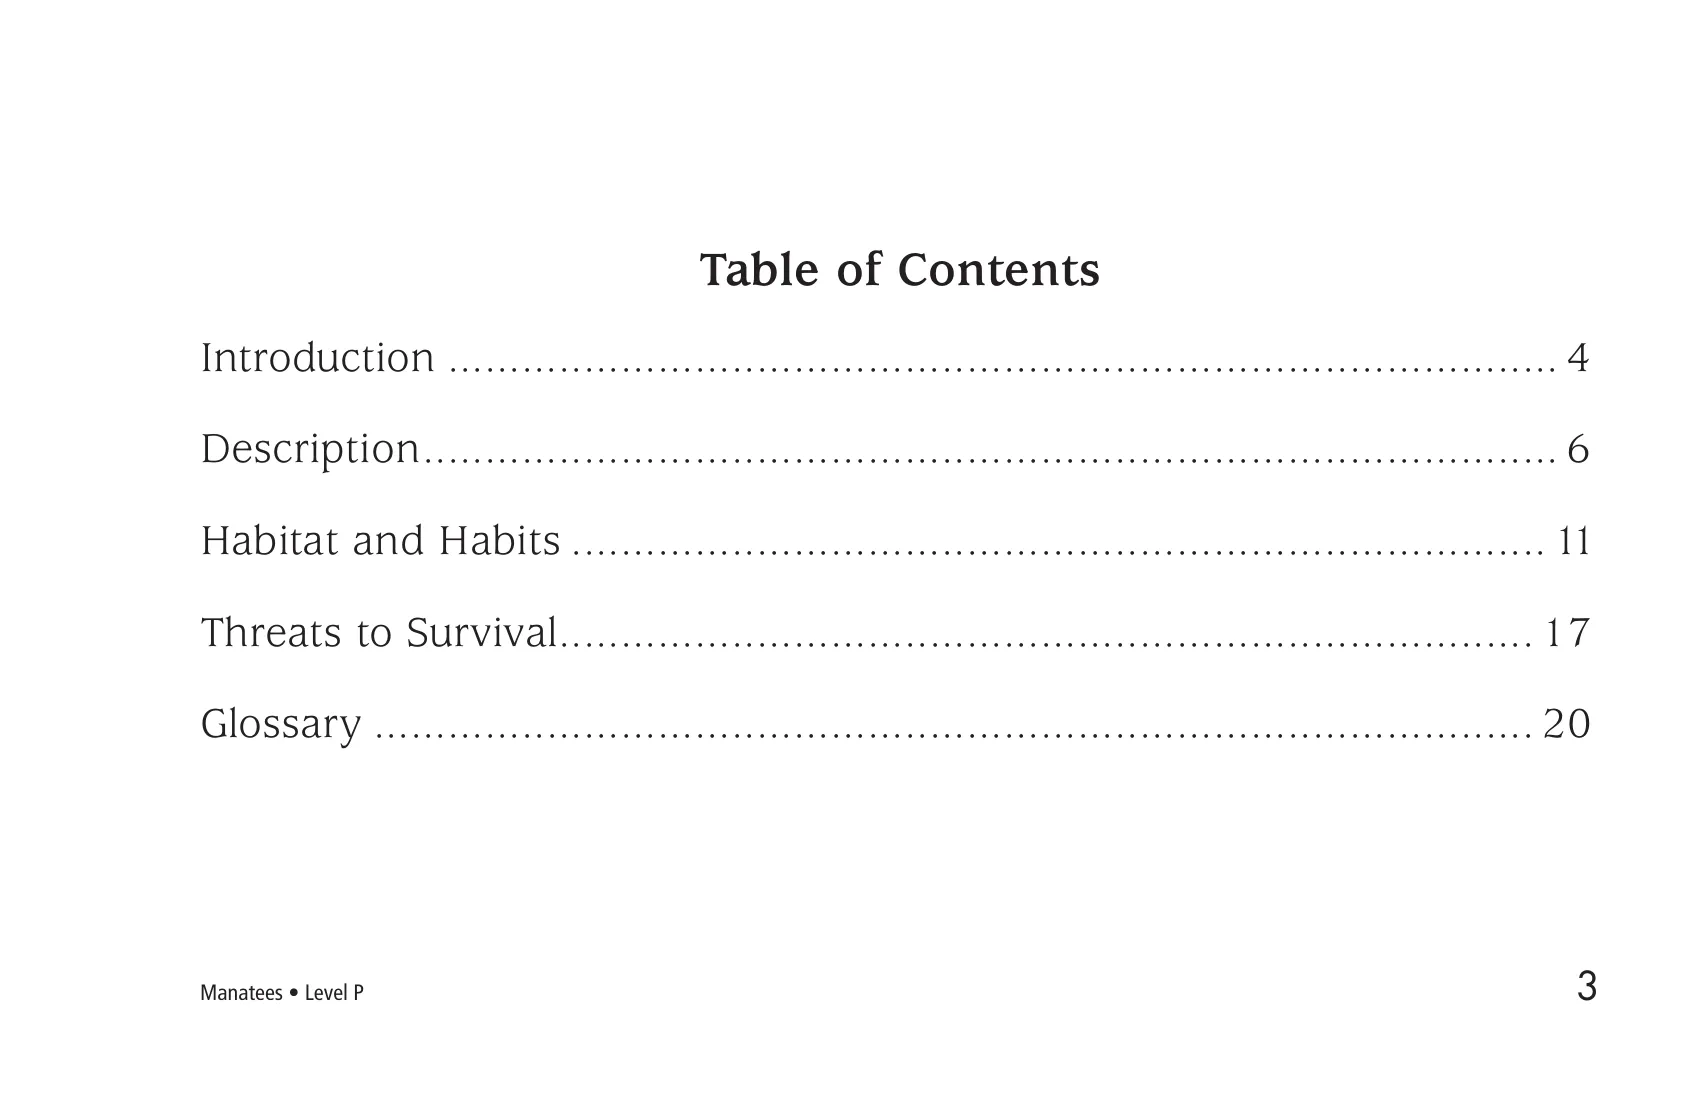 Table of Contents
Introduction ........................................................................................... 4
Description............................................................................................. 6
Habitat and Habits ................................................................................ 11
Threats to Survival................................................................................ 17
Glossary ............................................................................................... 20
Manatees • Level P
3